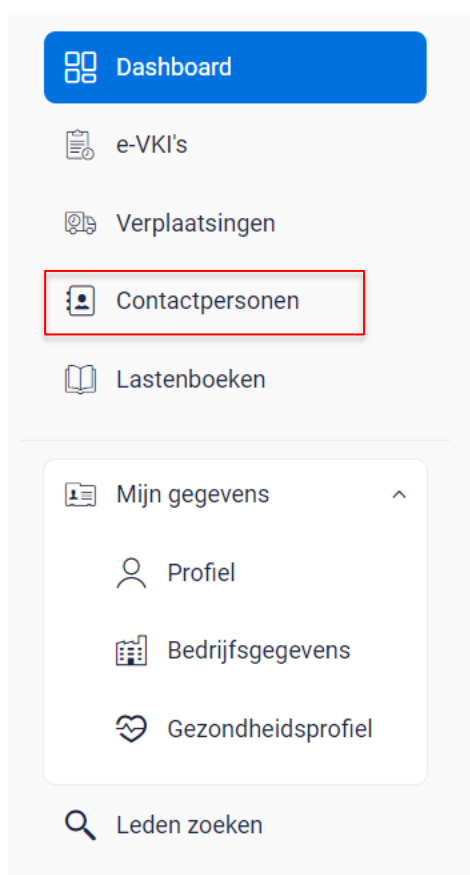 Dashboard
e-VKI's
Verplaatsingen
Contactpersonen
Lastenboeken
Mijn gegevens
Profiel
Bedrijfsgegevens
Gezondheidsprofiel
Leden zoeken